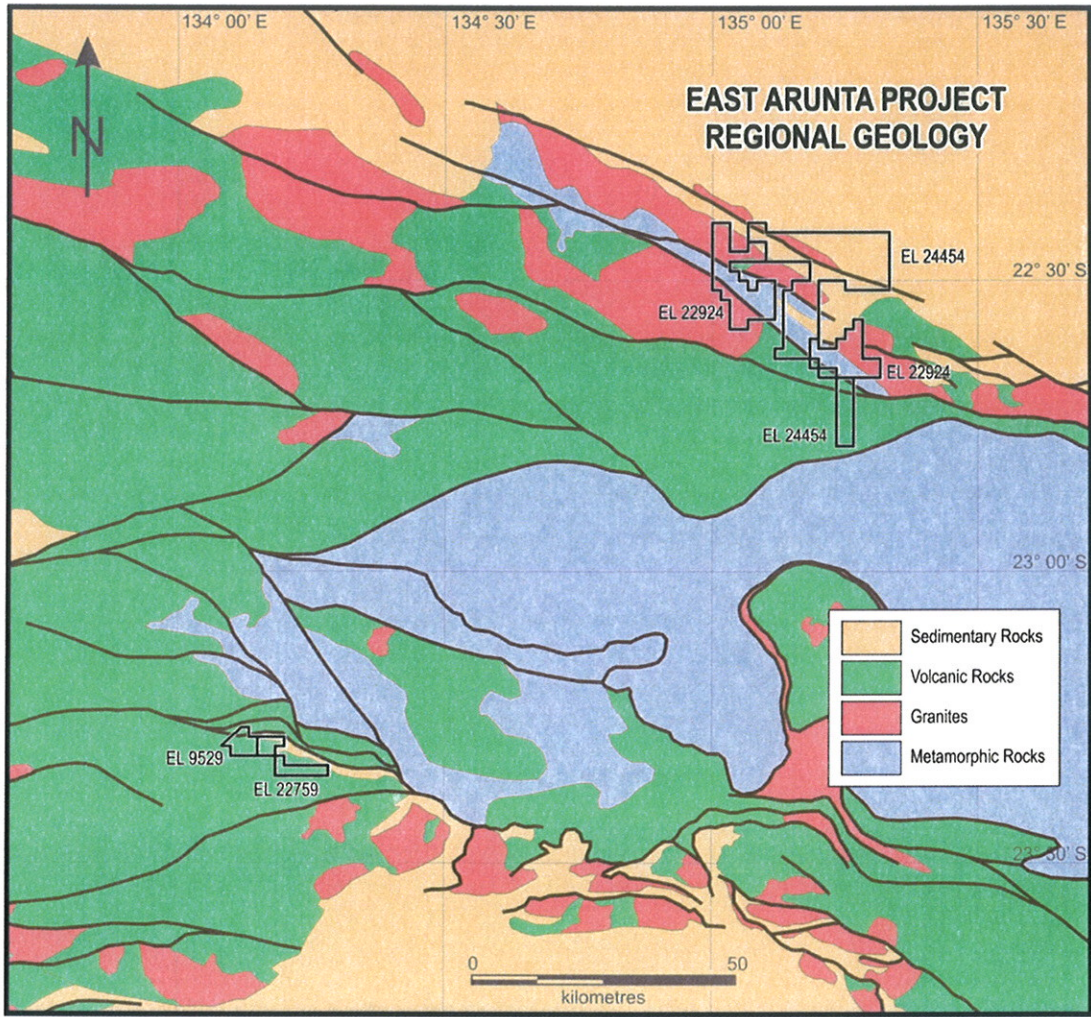 134° 00' E
134° 30' E
135° 00' E
135° 30' E
N
EAST ARUNTA PROJECT
REGIONAL GEOLOGY
EL 24454
22° 30' S
EL 22924
EL 22924
EL 24454
23° 00' S
Sedimentary Rocks
Volcanic Rocks
Granites
Metamorphic Rocks
EL 9529
EL 22759
23° 30' S
0 50
kilometres